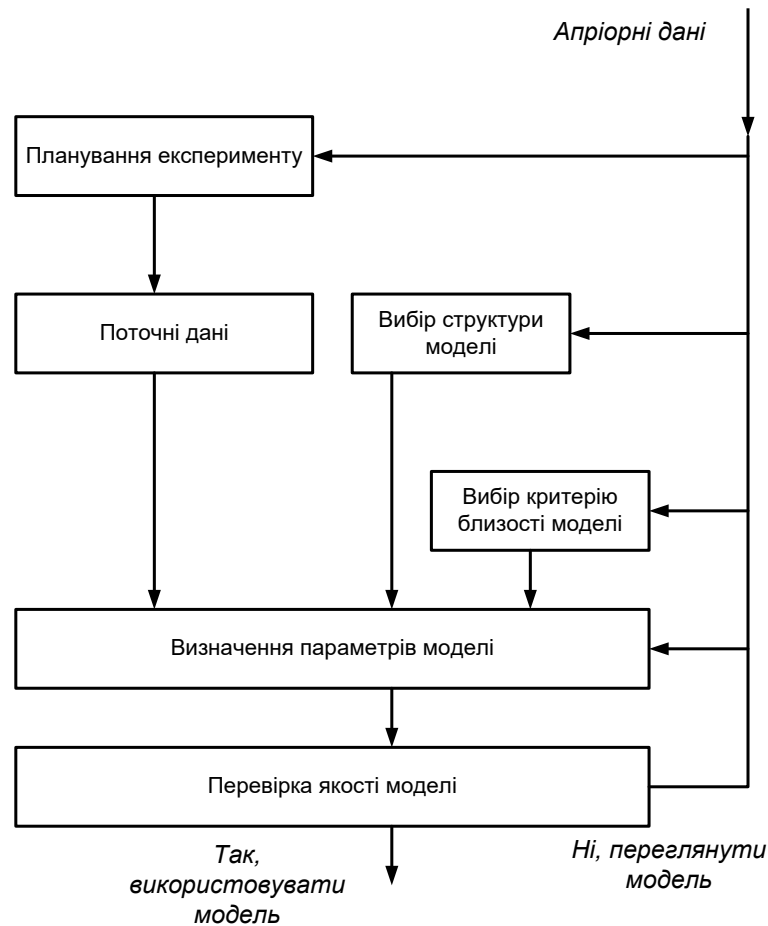 Апріорні дані
Планування експерименту
Поточні дані
Вибір структури
моделі
Вибір критерію
близості моделі
Визначення параметрів моделі
Перевірка якості моделі
Так,
використовувати
модель
Ні, переглянути
модель